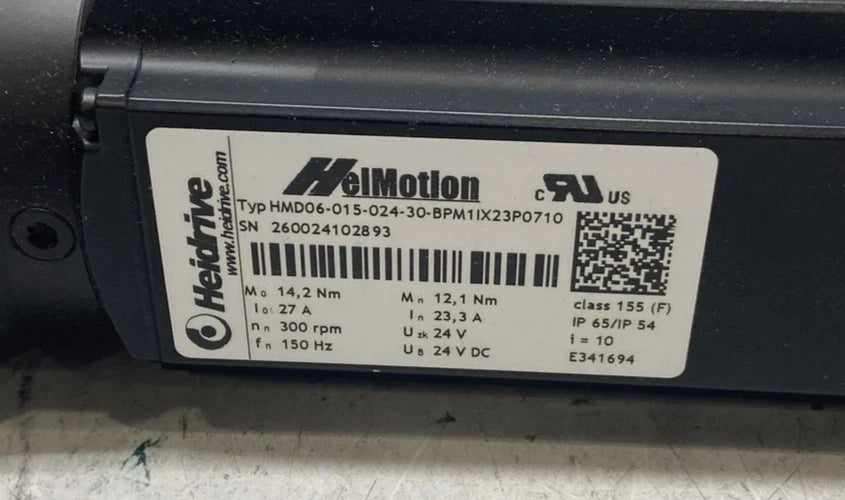 HeiMotion
c RU US
Heidrive
www.heidrive.com
Typ HMD06-015-024-30-BPM1IX23P0710
SN 260024102893
M₀ 14,2 Nm
I₀ 27 A
nₙ 300 rpm
fₙ 150 Hz
Mₙ 12,1 Nm
Iₙ 23,3 A
U zk 24 V
U B 24 V DC
class 155 (F)
IP 65/IP 54
i = 10
E341694